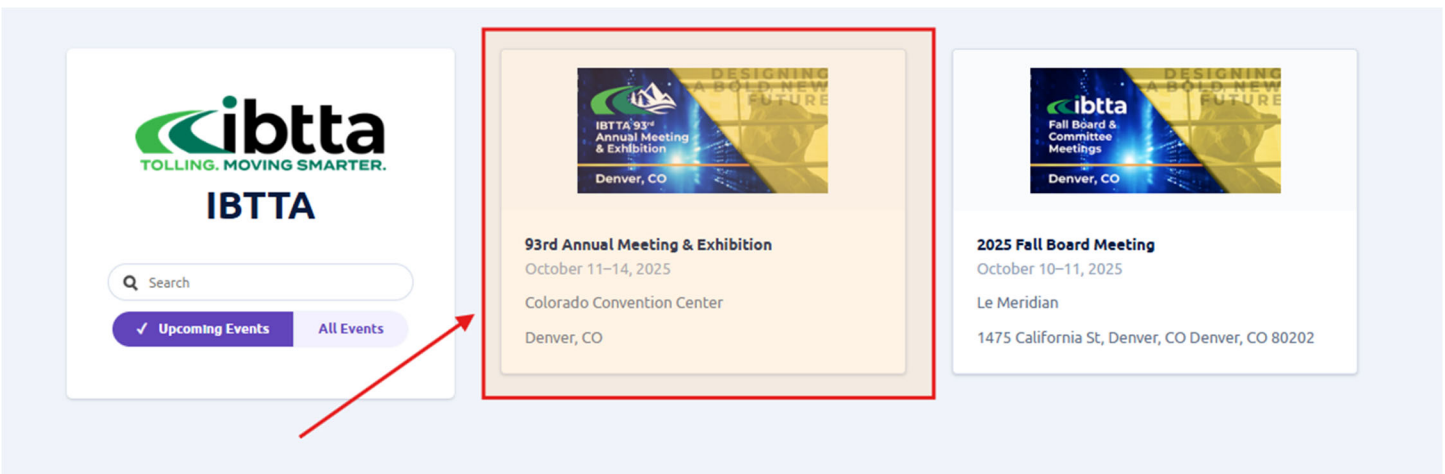 ibtta
TOLLING. MOVING SMARTER.
IBTTA
Search
✓ Upcoming Events
All Events
DESIGNING
A BOLD NEW
FUTURE
IBTTA 93rd
Annual Meeting
& Exhibition
Denver, CO
93rd Annual Meeting & Exhibition
October 11–14, 2025
Colorado Convention Center
Denver, CO
DESIGNING
A BOLD NEW
FUTURE
ibtta
Fall Board &
Committee
Meetings
Denver, CO
2025 Fall Board Meeting
October 10–11, 2025
Le Meridian
1475 California St, Denver, CO Denver, CO 80202